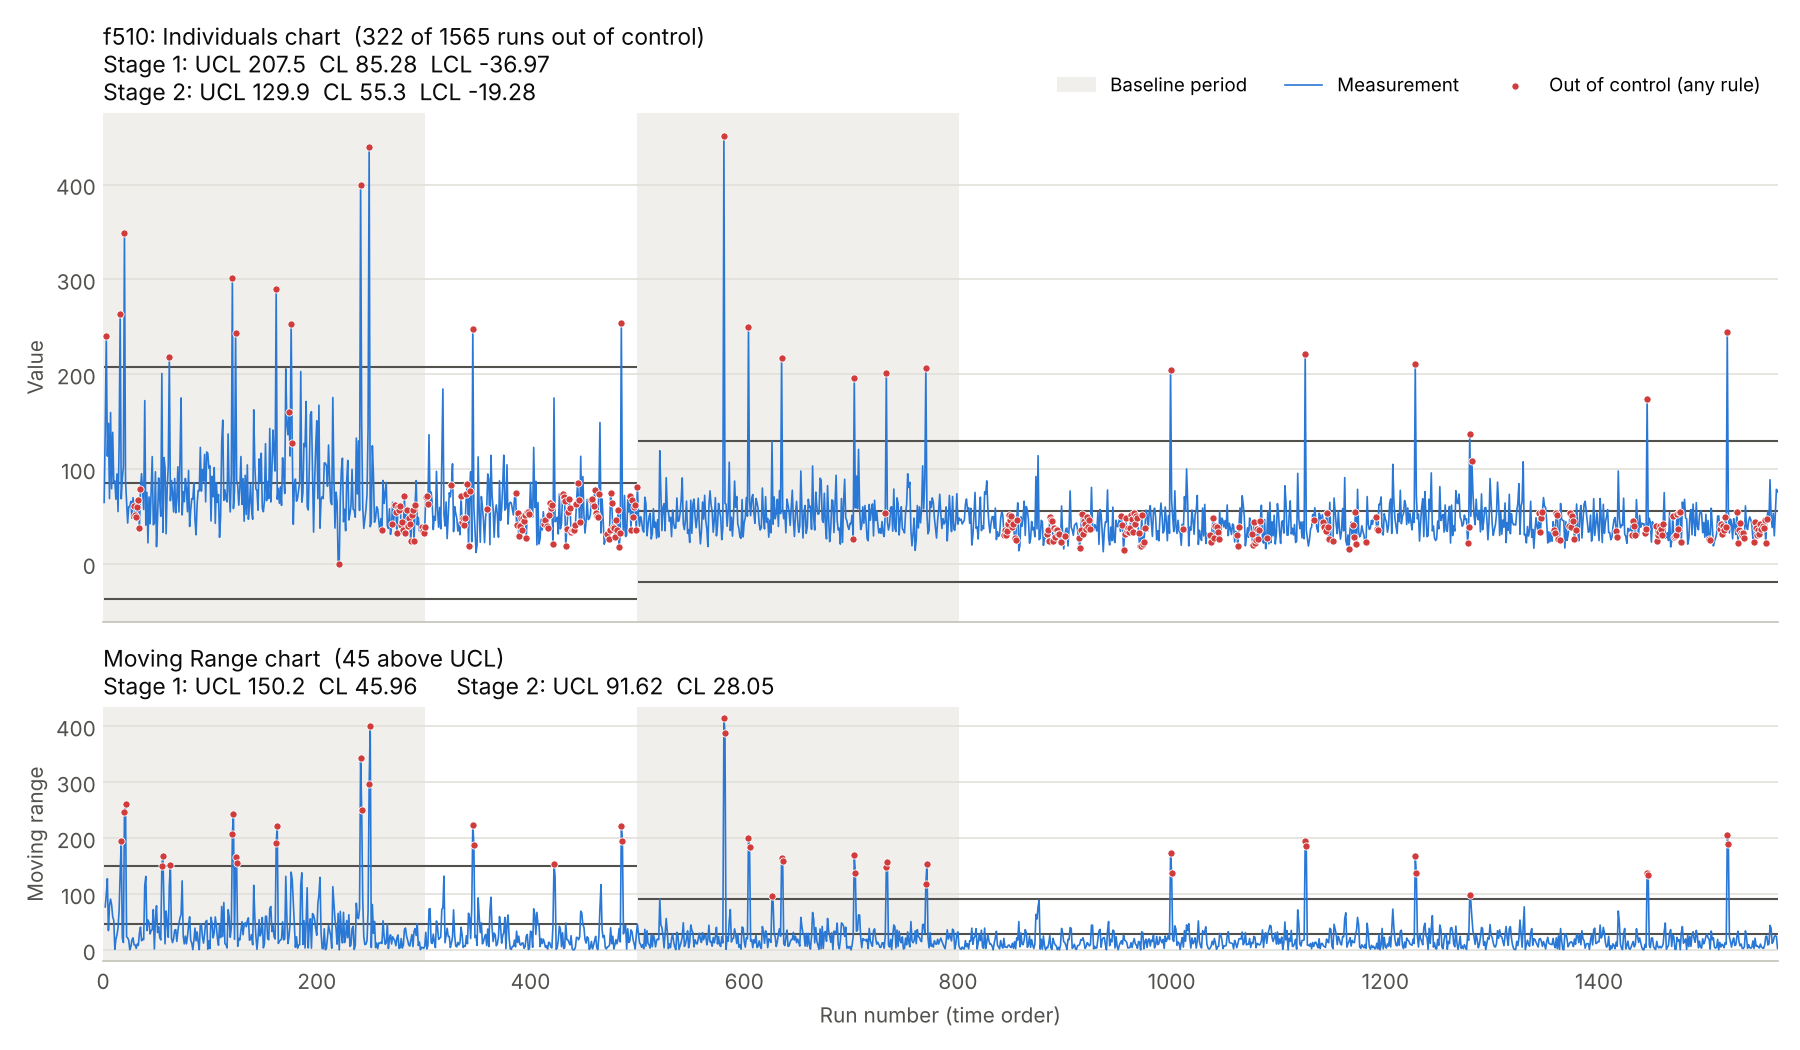 f510: Individuals chart  (322 of 1565 runs out of control)
Stage 1: UCL 207.5  CL 85.28  LCL -36.97
Stage 2: UCL 129.9  CL 55.3  LCL -19.28
Baseline period
Measurement
Out of control (any rule)
400
300
200
100
0
Value
Moving Range chart  (45 above UCL)
Stage 1: UCL 150.2  CL 45.96      Stage 2: UCL 91.62  CL 28.05
400
300
200
100
0
Moving range
0 200 400 600 800 1000 1200 1400
Run number (time order)